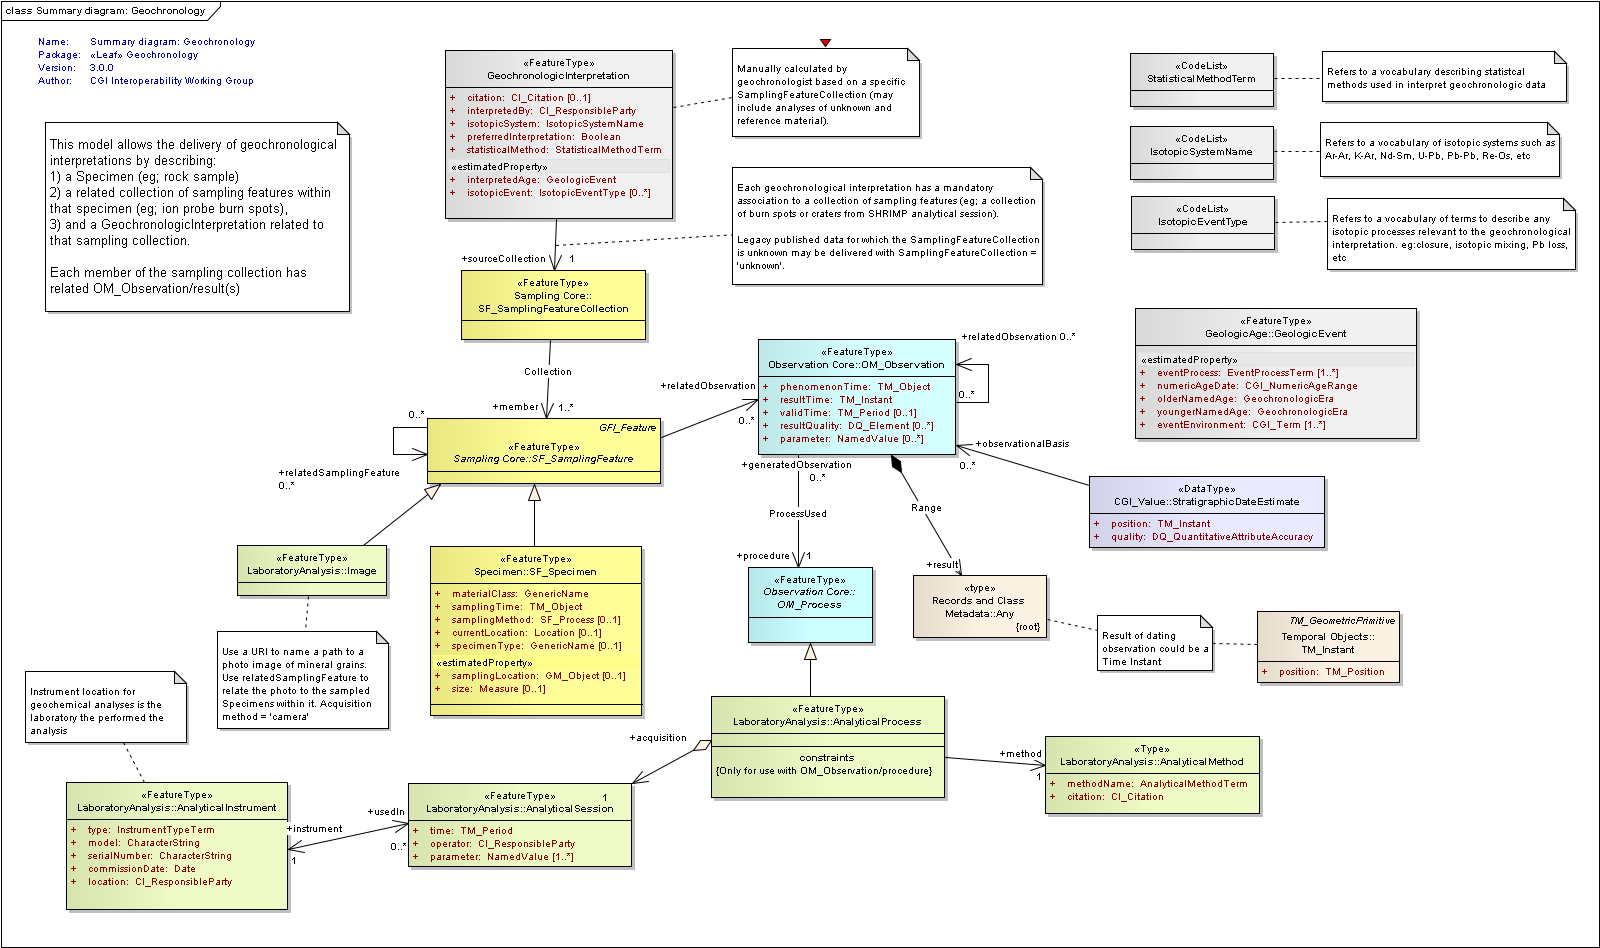 class Summary diagram: Geochronology
Name: Summary diagram: Geochronology
Package: «Leaf» Geochronology
Version: 3.0.0
Author: CGI Interoperability Working Group
This model allows the delivery of geochronological
interpretations by describing:
1) a Specimen (eg; rock sample)
2) a related collection of sampling features within
that specimen (eg; ion probe burn spots),
3) and a GeochronologicInterpretation related to
that sampling collection.
Each member of the sampling collection has
related OM_Observation/result(s)
«FeatureType»
GeochronologicInterpretation
+ citation: CI_Citation [0..1]
+ interpretedBy: CI_ResponsibleParty
+ isotopicSystem: IsotopicSystemName
+ preferredInterpretation: Boolean
+ statisticalMethod: StatisticalMethodTerm
«estimatedProperty»
+ interpretedAge: GeologicEvent
+ isotopicEvent: IsotopicEventType [0..*]
Manually calculated by
geochronologist based on a specific
SamplingFeatureCollection (may
include analyses of unknown and
reference material).
Each geochronological interpretation has a mandatory
association to a collection of sampling features (eg; a collection
of burn spots or craters from SHRIMP analytical session).
Legacy published data for which the SamplingFeatureCollection
is unknown may be delivered with SamplingFeatureCollection =
'unknown'.
«CodeList»
StatisticalMethodTerm
Refers to a vocabulary describing statistcal
methods used in interpret geochronologic data
«CodeList»
IsotopicSystemName
Refers to a vocabulary of isotopic systems such as
Ar-Ar, K-Ar, Nd-Sm, U-Pb, Pb-Pb, Re-Os, etc
«CodeList»
IsotopicEventType
Refers to a vocabulary of terms to describe any
isotopic processes relevant to the geochronological
interpretation. eg:closure, isotopic mixing, Pb loss,
etc
+sourceCollection 1
«FeatureType»
Sampling Core::
SF_SamplingFeatureCollection
Collection
+member 1..*
«FeatureType»
GeologicAge::GeologicEvent
«estimatedProperty»
+ eventProcess: EventProcessTerm [1..*]
+ numericAgeDate: CGI_NumericAgeRange
+ olderNamedAge: GeochronologicEra
+ youngerNamedAge: GeochronologicEra
+ eventEnvironment: CGI_Term [1..*]
+relatedObservation 0..*
0..*
«FeatureType»
Observation Core::OM_Observation
+ phenomenonTime: TM_Object
+ resultTime: TM_Instant
+ validTime: TM_Period [0..1]
+ resultQuality: DQ_Element [0..*]
+ parameter: NamedValue [0..*]
+relatedObservation
0..*
0..*
GFI_Feature
«FeatureType»
Sampling Core::SF_SamplingFeature
+relatedSamplingFeature
0..*
+observationalBasis
0..*
+generatedObservation
0..*
ProcessUsed
Range
+procedure 1
+result
«DataType»
CGI_Value::StratigraphicDateEstimate
+ position: TM_Instant
+ quality: DQ_QuantitativeAttributeAccuracy
«FeatureType»
LaboratoryAnalysis::Image
«FeatureType»
Specimen::SF_Specimen
+ materialClass: GenericName
+ samplingTime: TM_Object
+ samplingMethod: SF_Process [0..1]
+ currentLocation: Location [0..1]
+ specimenType: GenericName [0..1]
«estimatedProperty»
+ samplingLocation: GM_Object [0..1]
+ size: Measure [0..1]
«FeatureType»
Observation Core::
OM_Process
«type»
Records and Class
Metadata::Any
{root}
Result of dating
observation could be a
Time Instant
TM_GeometricPrimitive
Temporal Objects::
TM_Instant
+ position: TM_Position
Use a URI to name a path to a
photo image of mineral grains.
Use relatedSamplingFeature to
relate the photo to the sampled
Specimens within it. Acquisition
method = 'camera'
Instrument location for
geochemical analyses is the
laboratory the performed the
analysis
«FeatureType»
LaboratoryAnalysis::AnalyticalProcess
constraints
{Only for use with OM_Observation/procedure}
+acquisition
1
+method
1
«Type»
LaboratoryAnalysis::AnalyticalMethod
+ methodName: AnalyticalMethodTerm
+ citation: CI_Citation
«FeatureType»
LaboratoryAnalysis::AnalyticalInstrument
+ type: InstrumentTypeTerm
+ model: CharacterString
+ serialNumber: CharacterString
+ commissionDate: Date
+ location: CI_ResponsibleParty
+usedIn
0..*
+instrument
1
«FeatureType»
LaboratoryAnalysis::AnalyticalSession
+ time: TM_Period
+ operator: CI_ResponsibleParty
+ parameter: NamedValue [1..*]